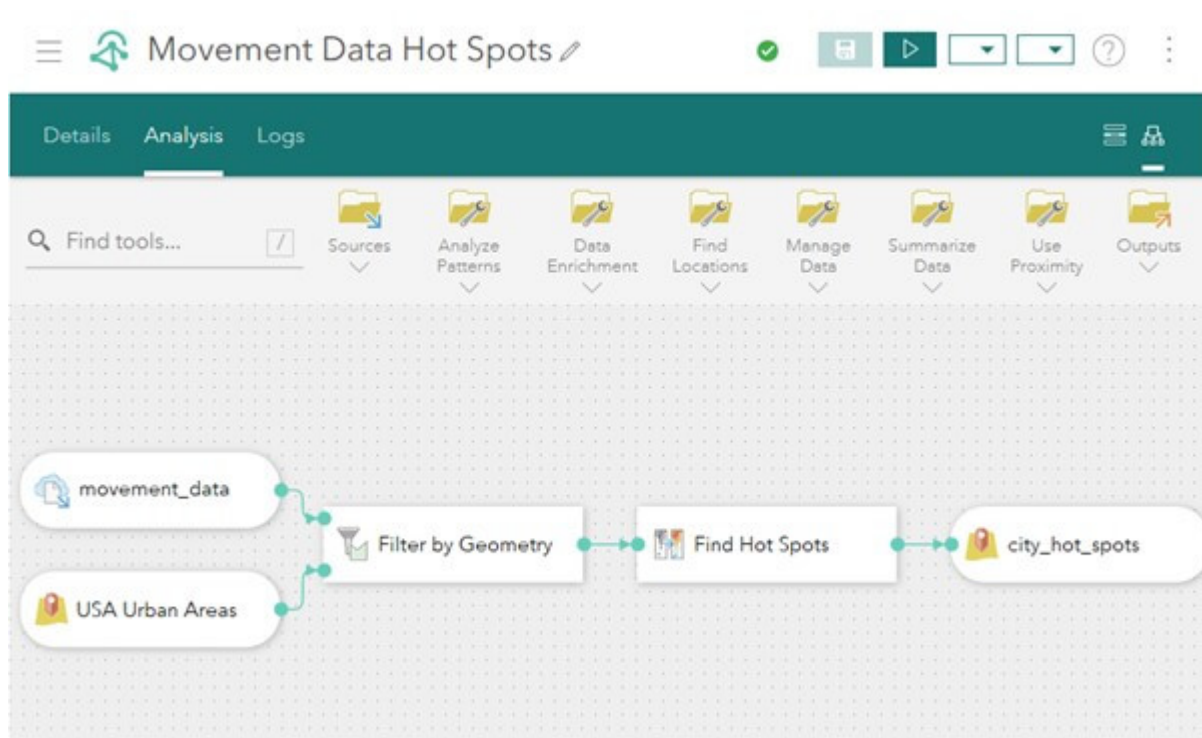 Movement Data Hot Spots
Details Analysis Logs
Find tools... /
Sources
Analyze
Patterns
Data
Enrichment
Find
Locations
Manage
Data
Summarize
Data
Use
Proximity
Outputs
movement_data
USA Urban Areas
Filter by Geometry
Find Hot Spots
city_hot_spots